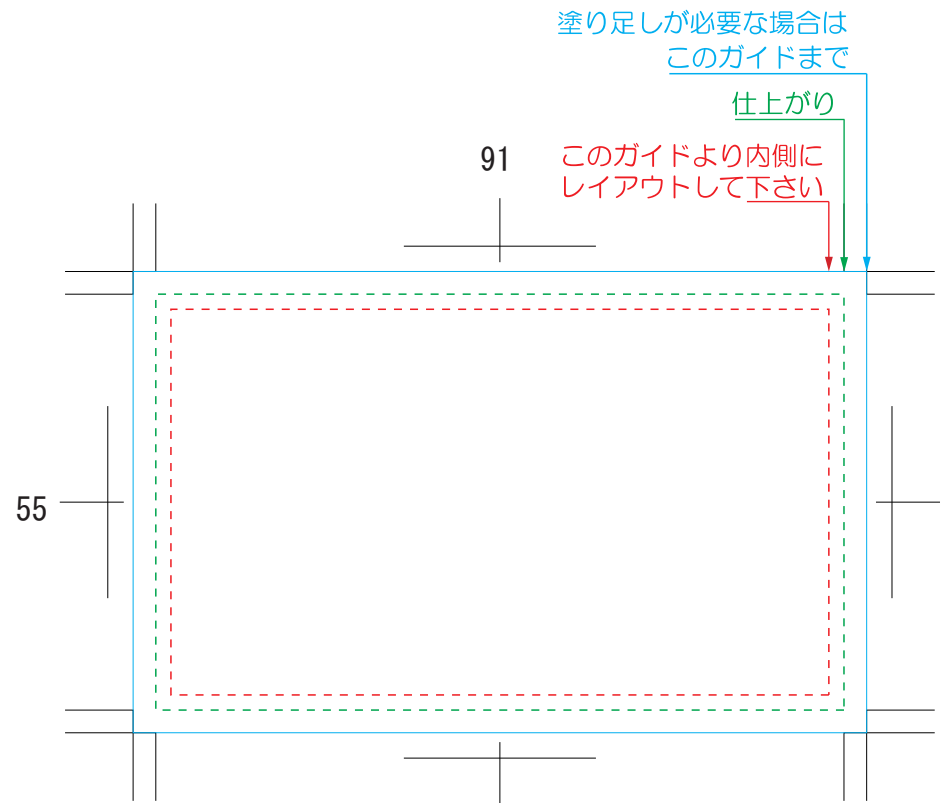 塗り足しが必要な場合は
このガイドまで
仕上がり
91
このガイドより内側に
レイアウトして下さい
55